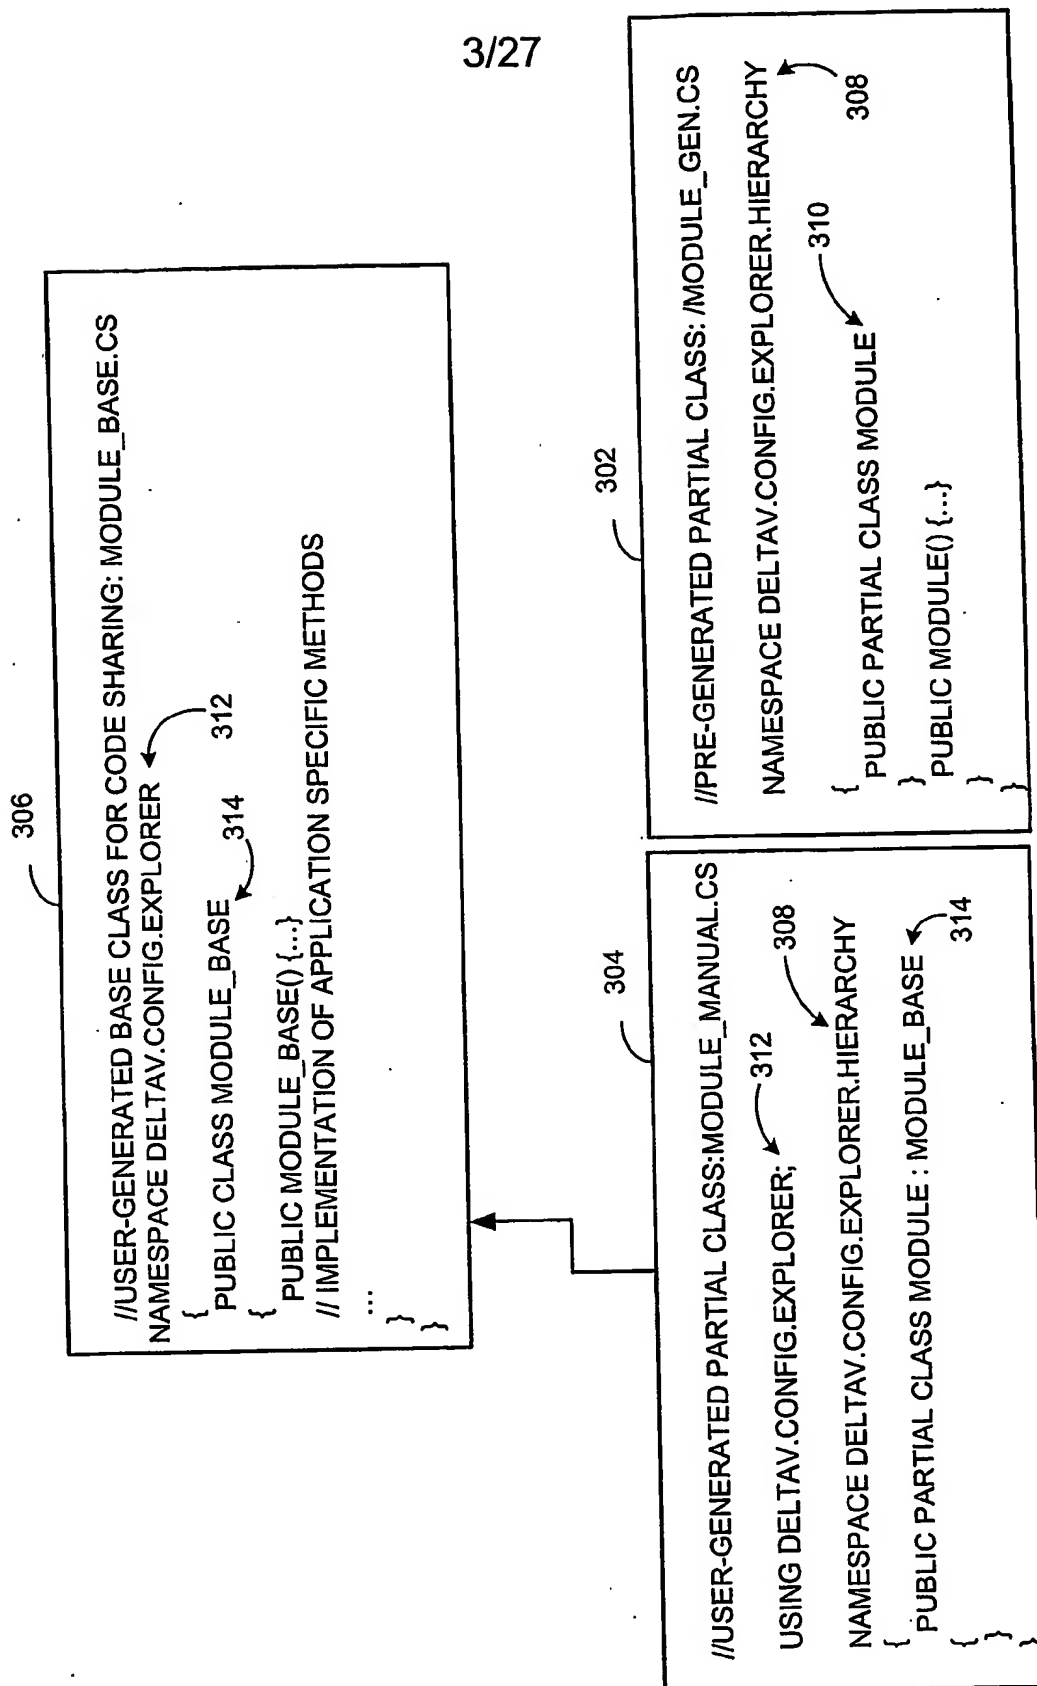 3/27
306
//USER-GENERATED BASE CLASS FOR CODE SHARING: MODULE_BASE.CS
NAMESPACE DELTAV.CONFIG.EXPLORER
312
{
PUBLIC CLASS MODULE_BASE
314
{
PUBLIC MODULE_BASE() {...}
// IMPLEMENTATION OF APPLICATION SPECIFIC METHODS
...
}
}
304
//USER-GENERATED PARTIAL CLASS:MODULE_MANUAL.CS
USING DELTAV.CONFIG.EXPLORER;
312
NAMESPACE DELTAV.CONFIG.EXPLORER.HIERARCHY
308
{
PUBLIC PARTIAL CLASS MODULE : MODULE_BASE
314
{
}
}
302
//PRE-GENERATED PARTIAL CLASS: /MODULE_GEN.CS
NAMESPACE DELTAV.CONFIG.EXPLORER.HIERARCHY
308
{
PUBLIC PARTIAL CLASS MODULE
310
}
PUBLIC MODULE() {...}
}
}